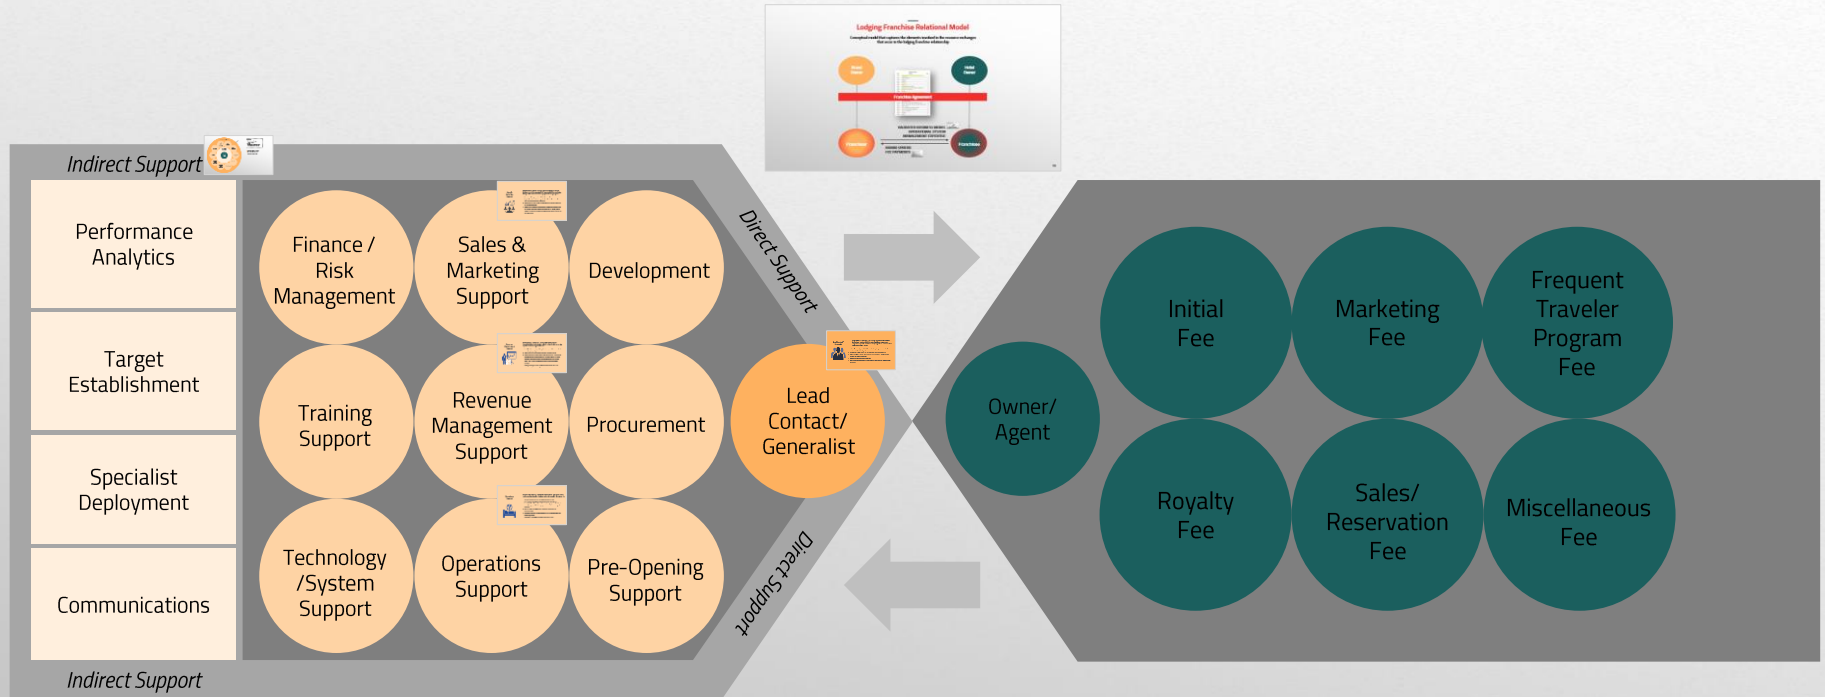 Lodging Franchise Relational Model
Franchise Agreement
Franchisee
Indirect Support
Performance
Analytics
Target
Establishment
Specialist
Deployment
Communications
Indirect Support
Finance /
Risk
Management
Sales &
Marketing
Support
Development
Training
Support
Revenue
Management
Support
Procurement
Technology
/System
Support
Operations
Support
Pre-Opening
Support
Direct Support
Lead
Contact/
Generalist
Direct Support
Owner/
Agent
Initial
Fee
Marketing
Fee
Frequent
Traveler
Program
Fee
Royalty
Fee
Sales/
Reservation
Fee
Miscellaneous
Fee